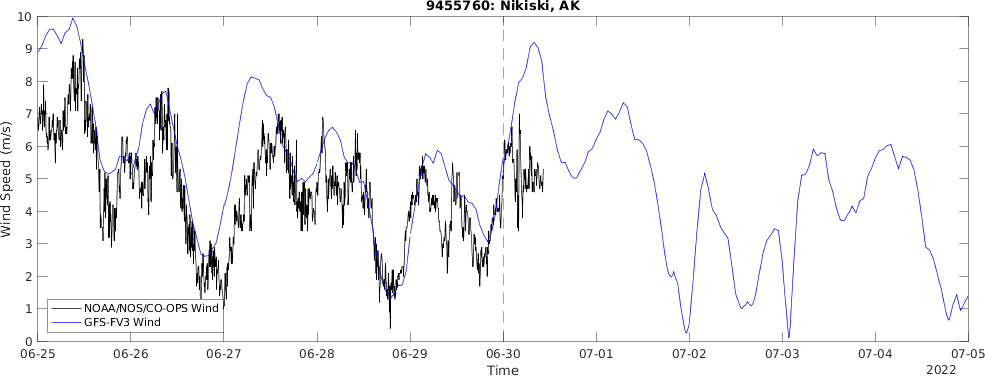 9455760: Nikiski, AK
Wind Speed (m/s)
10
9
8
7
6
5
4
3
2
1
0
NOAA/NOS/CO-OPS Wind
GFS-FV3 Wind
06-25 06-26 06-27 06-28 06-29 06-30 07-01 07-02 07-03 07-04 07-05
Time
2022